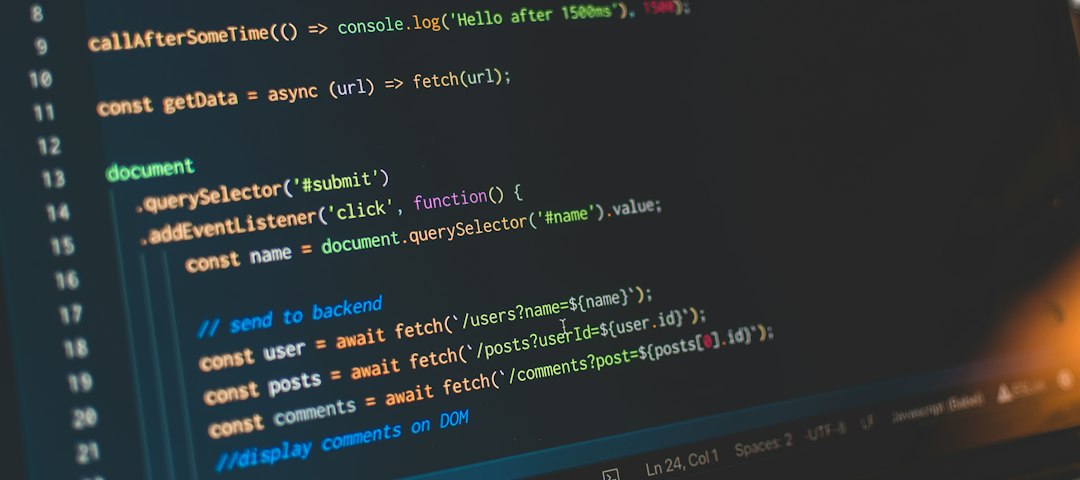 8
9 callAfterSomeTime(() => console.log('Hello after 1500ms'), 1500);
10
11 const getData = async (url) => fetch(url);
12
13 document
14 .querySelector('#submit')
15 .addEventListener('click', function() {
16 const name = document.querySelector('#name').value;
17
18 // send to backend
19 const user = await fetch(`/users?name=${name}`);
20 const posts = await fetch(`/posts?userId=${user.id}`);
21 const comments = await fetch(`/comments?post=${posts[0].id}`);
//display comments on DOM
Ln 24, Col 1 Spaces: 2 UTF-8 LF Javascript (Babel)